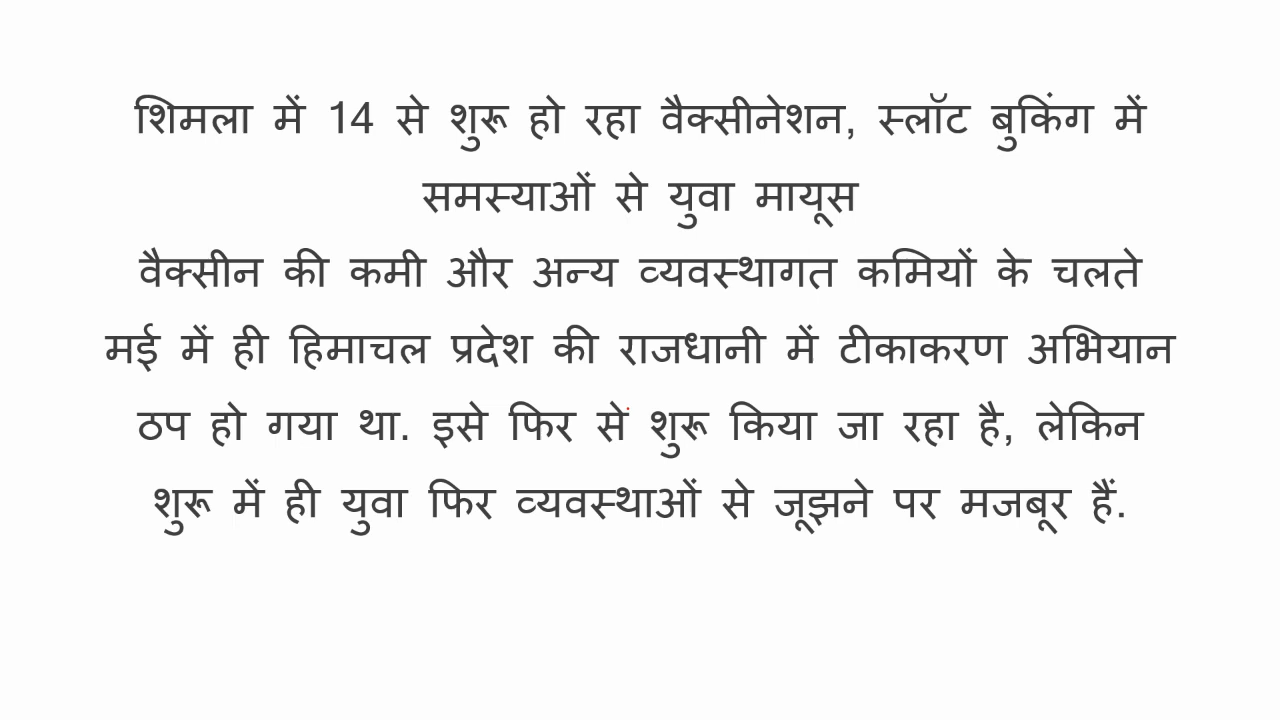 शिमला में 14 से शुरू हो रहा वैक्सीनेशन, स्लॉट बुकिंग में
समस्याओं से युवा मायूस
वैक्सीन की कमी और अन्य व्यवस्थागत कमियों के चलते
मई में ही हिमाचल प्रदेश की राजधानी में टीकाकरण अभियान
ठप हो गया था. इसे फिर से शुरू किया जा रहा है, लेकिन
शुरू में ही युवा फिर व्यवस्थाओं से जूझने पर मजबूर हैं.